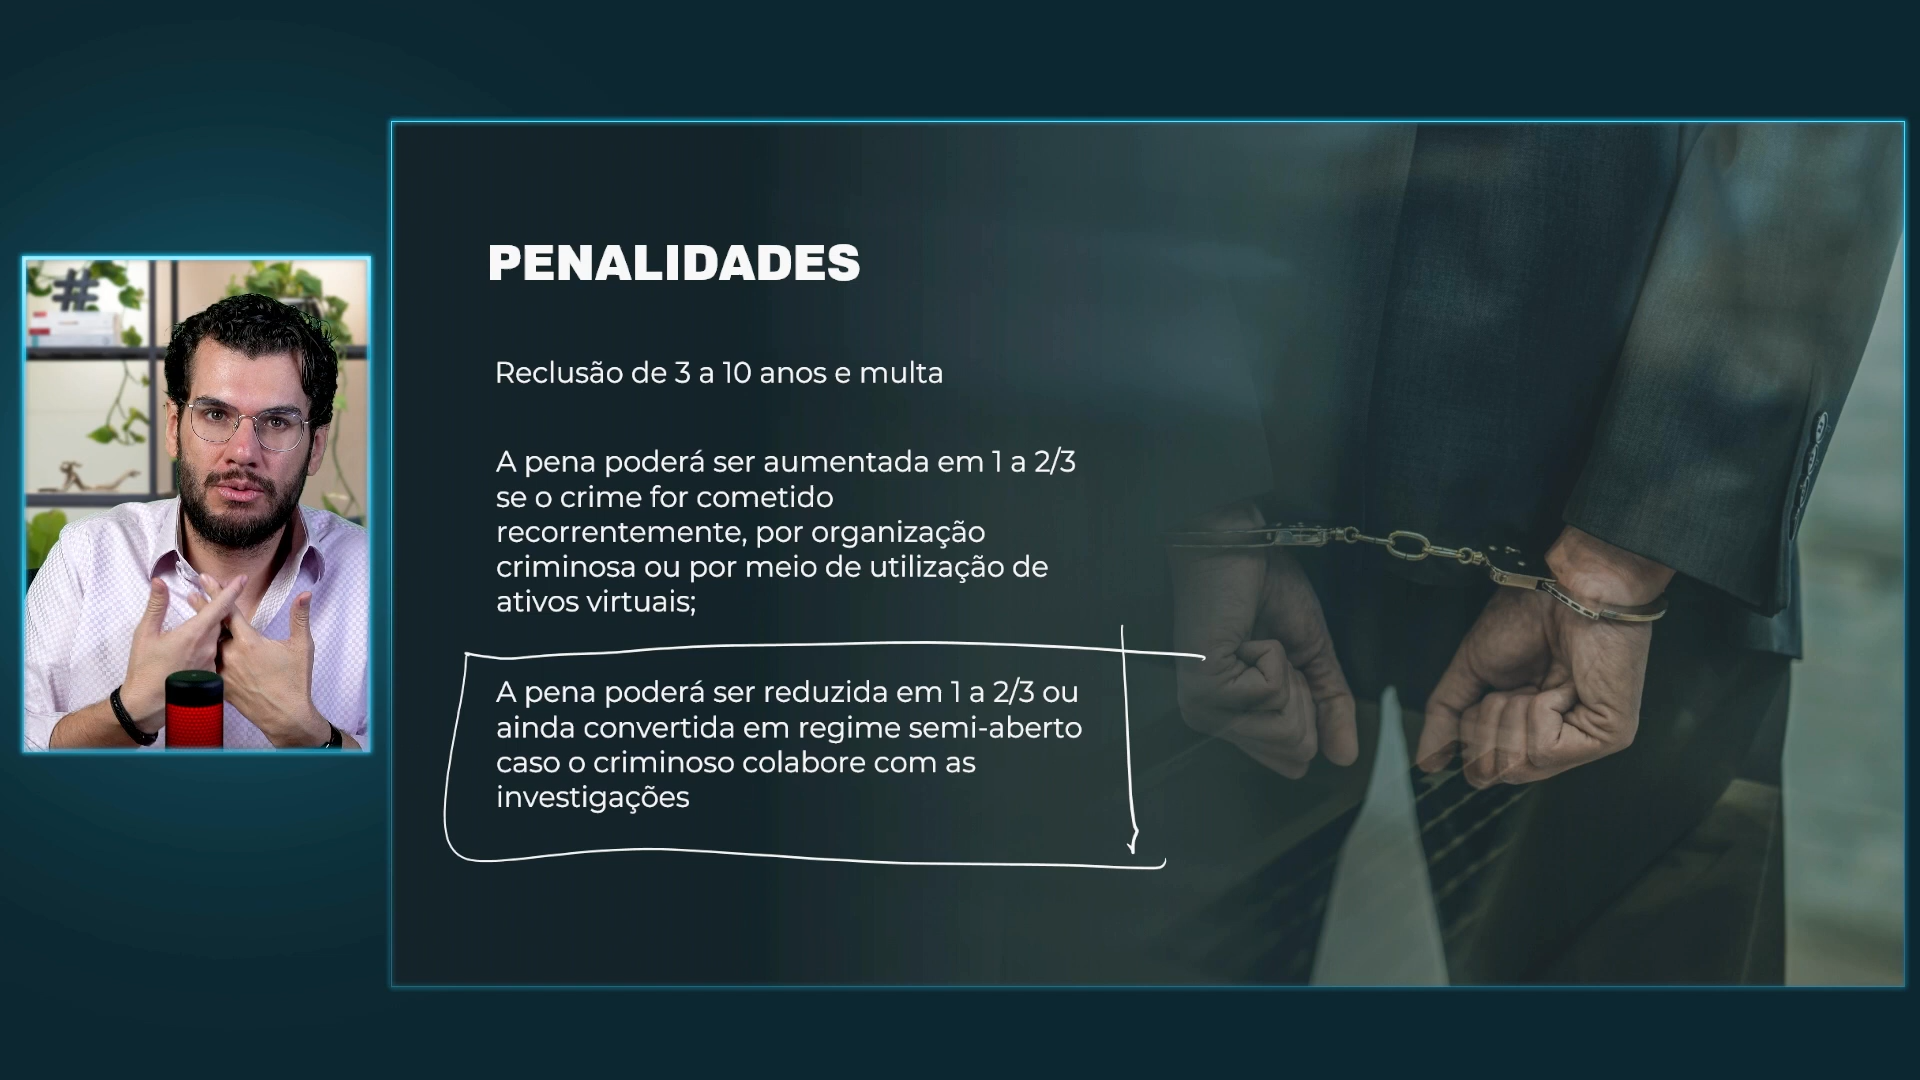 PENALIDADES
Reclusão de 3 a 10 anos e multa
A pena poderá ser aumentada em 1 a 2/3
se o crime for cometido
recorrentemente, por organização
criminosa ou por meio de utilização de
ativos virtuais;
A pena poderá ser reduzida em 1 a 2/3 ou
ainda convertida em regime semi-aberto
caso o criminoso colabore com as
investigações